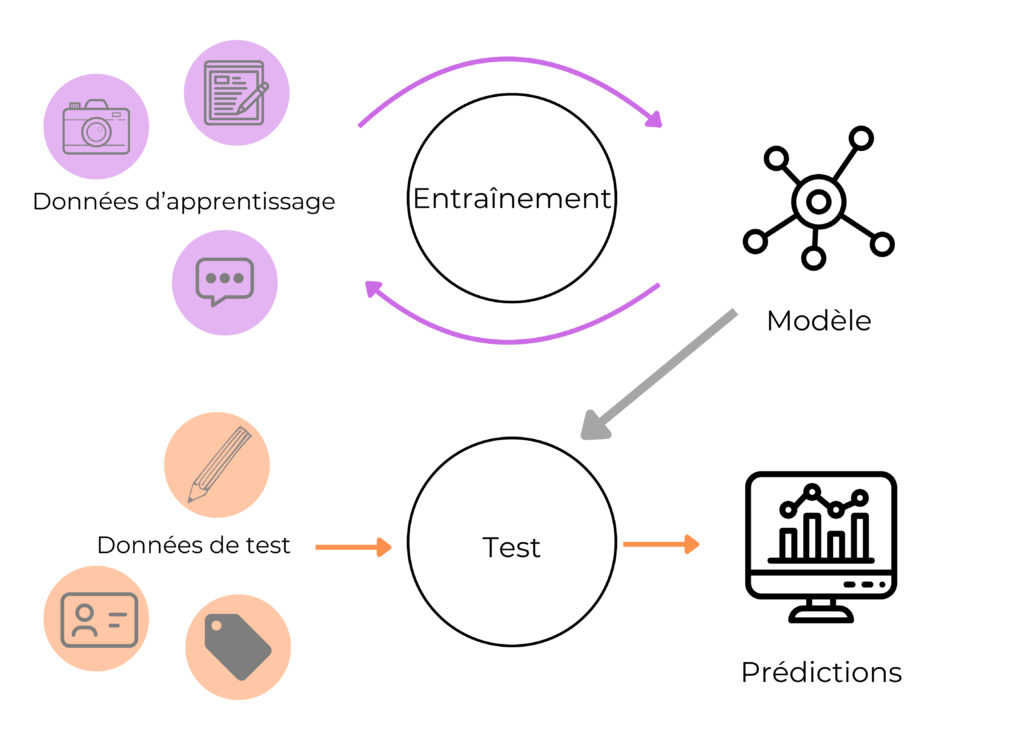 Données d’apprentissage
Entraînement
Modèle
Données de test
Test
Prédictions